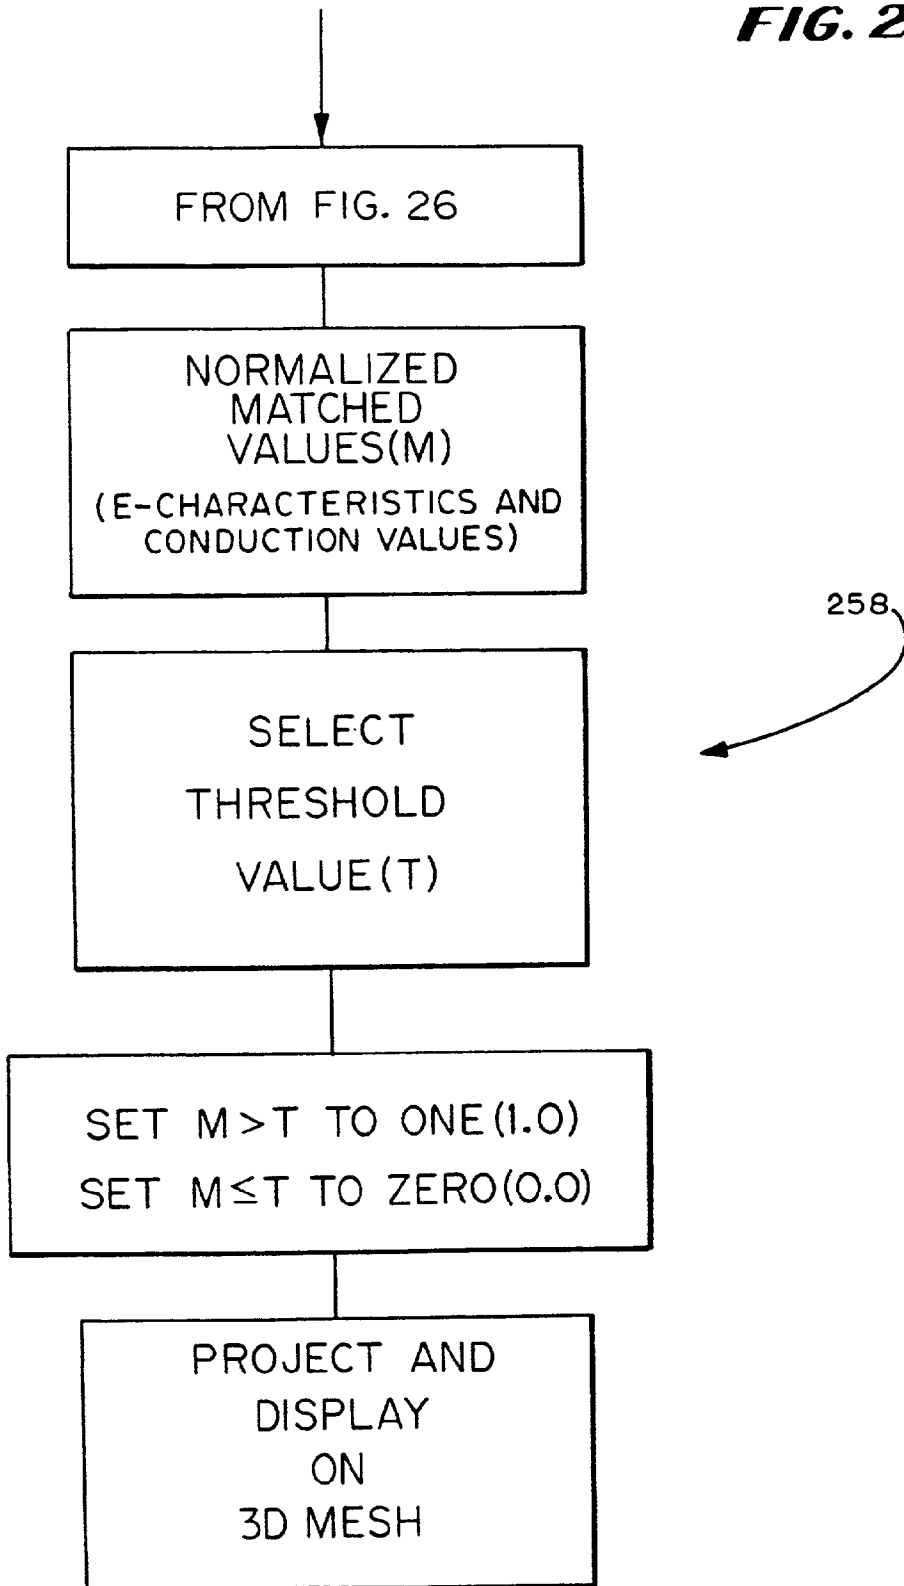 FIG. 2
FROM FIG. 26
NORMALIZED
MATCHED
VALUES(M)
(E-CHARACTERISTICS AND
CONDUCTION VALUES)
258
SELECT
THRESHOLD
VALUE(T)
SET M>T TO ONE(1.0)
SET M≤T TO ZERO(0.0)
PROJECT AND
DISPLAY
ON
3D MESH